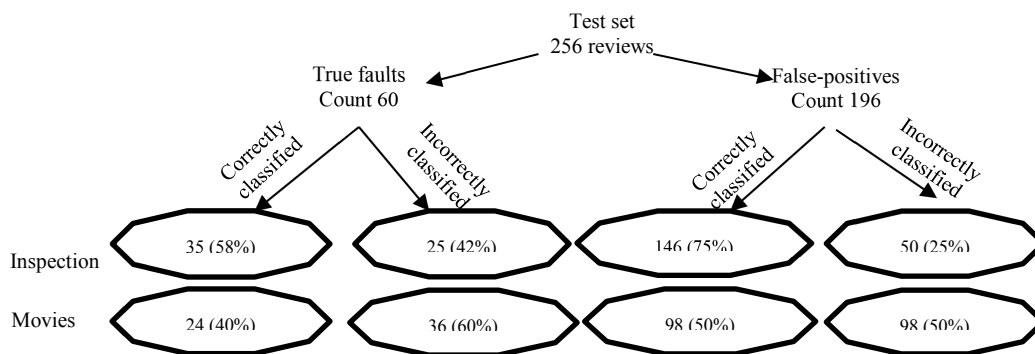 Test set
256 reviews
True faults
Count 60
False-positives
Count 196
Correctly
classified
Incorrectly
classified
Correctly
classified
Incorrectly
classified
Inspection
35 (58%)
25 (42%)
146 (75%)
50 (25%)
Movies
24 (40%)
36 (60%)
98 (50%)
98 (50%)